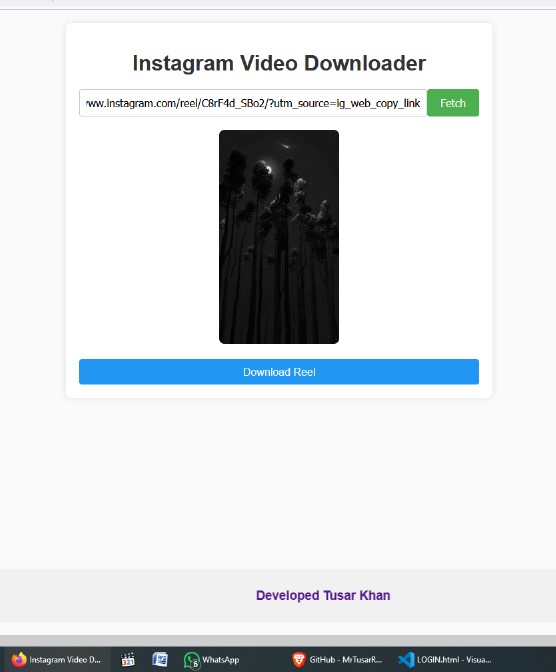 Instagram Video Downloader
www.instagram.com/reel/C8rF4d_SBo2/?utm_source=ig_web_copy_link
Fetch
Download Reel
Developed Tusar Khan
Instagram Video D...
WhatsApp
GitHub - MrTusarR...
LOGIN.html - Visua...